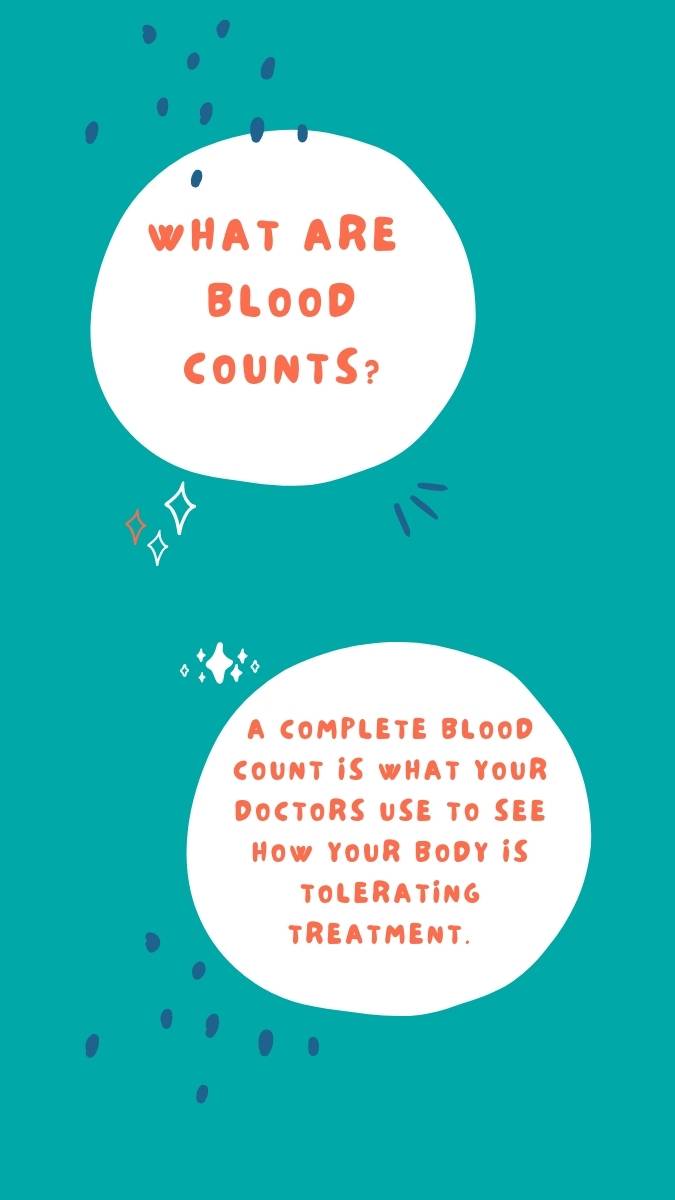 WHAT ARE
BLOOD
COUNTS?
A COMPLETE BLOOD
COUNT IS WHAT YOUR
DOCTORS USE TO SEE
HOW YOUR BODY IS
TOLERATING
TREATMENT.